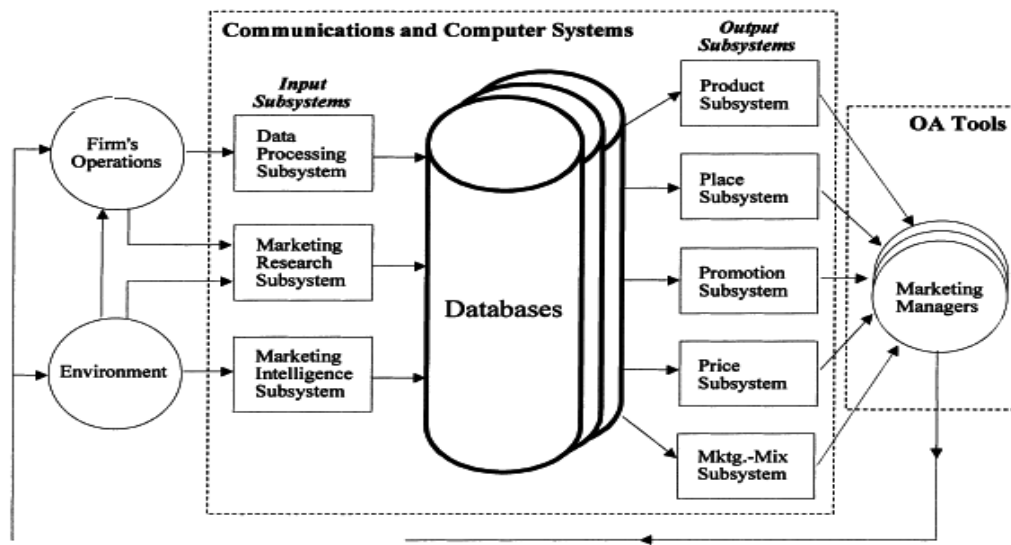 Communications and Computer Systems
Output
Subsystems
Input
Subsystems
Firm's
Operations
Data
Processing
Subsystem
Product
Subsystem
OA Tools
Place
Subsystem
Marketing
Research
Subsystem
Databases
Promotion
Subsystem
Marketing
Managers
Environment
Marketing
Intelligence
Subsystem
Price
Subsystem
Mktg.-Mix
Subsystem